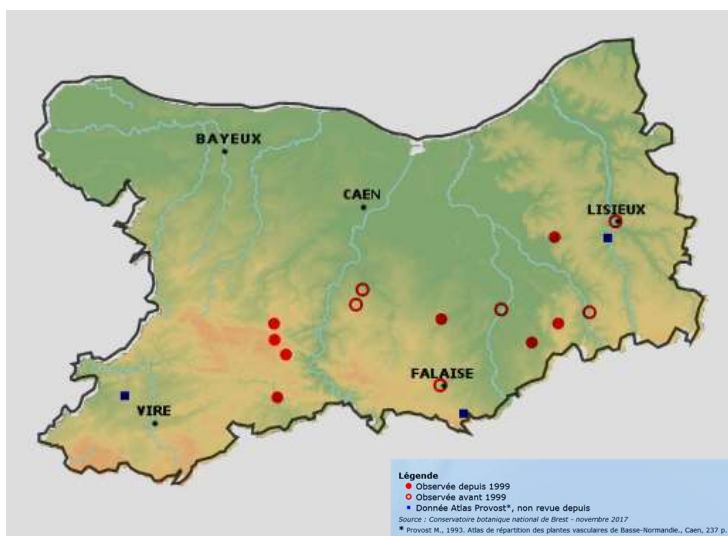 BAYEUX
CAEN
LISIEUX
FALAISE
VIRE
Légende
Observée depuis 1999
Observée avant 1999
Donnée Atlas Provost*, non revue depuis
Source : Conservatoire botanique national de Brest - novembre 2017
* Provost M., 1993. Atlas de répartition des plantes vasculaires de Basse-Normandie., Caen, 237 p.